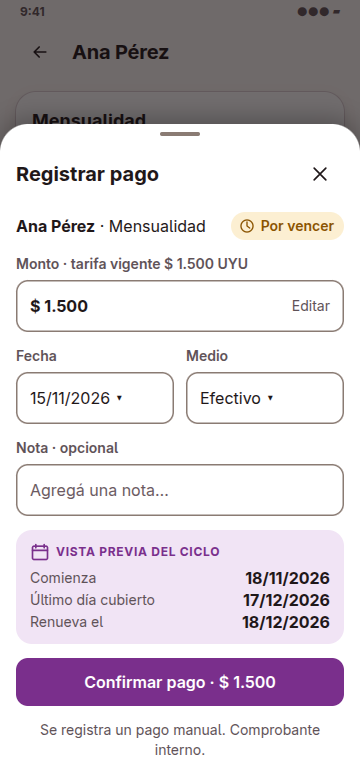 9:41
Ana Pérez
Mensualidad
Registrar pago
Ana Pérez · Mensualidad
Por vencer
Monto · tarifa vigente $ 1.500 UYU
$ 1.500
Editar
Fecha
Medio
15/11/2026 ▾
Efectivo ▾
Nota · opcional
Agregá una nota...
VISTA PREVIA DEL CICLO
Comienza 18/11/2026
Último día cubierto 17/12/2026
Renueva el 18/12/2026
Confirmar pago · $ 1.500
Se registra un pago manual. Comprobante
interno.